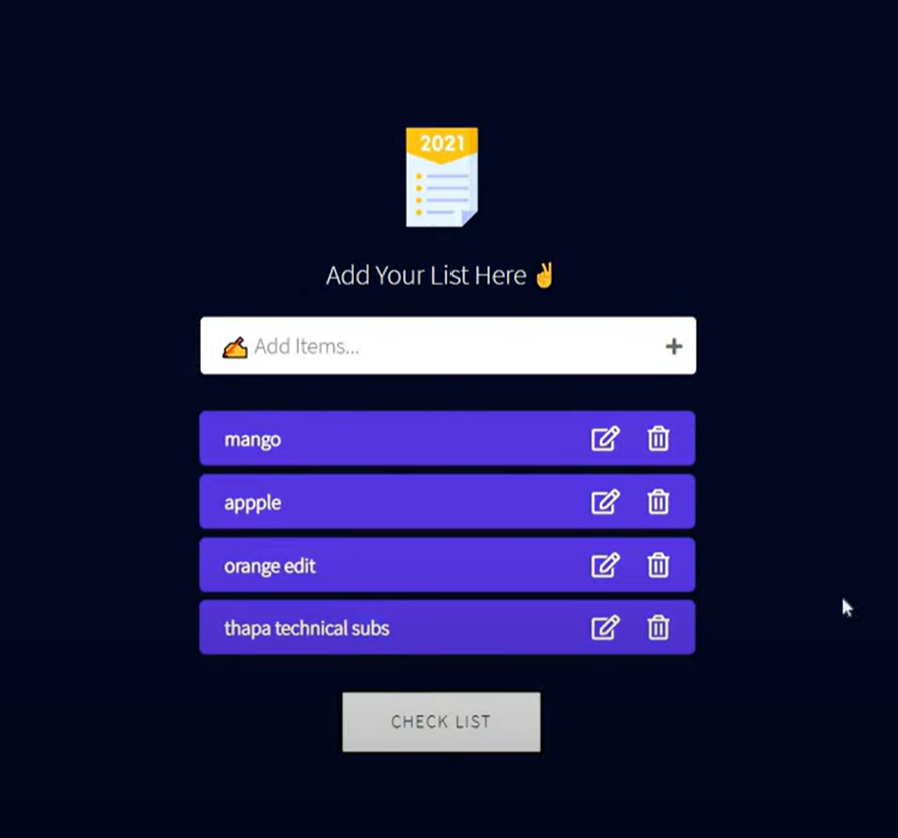 2021
Add Your List Here ✌
✍ Add Items...
mango
appple
orange edit
thapa technical subs
CHECK LIST